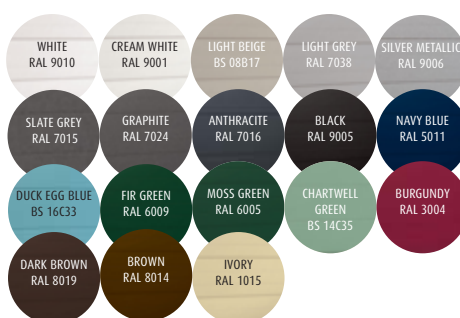 WHITE
RAL 9010
CREAM WHITE
RAL 9001
LIGHT BEIGE
BS 08B17
LIGHT GREY
RAL 7038
SILVER METALLIC
RAL 9006
SLATE GREY
RAL 7015
GRAPHITE
RAL 7024
ANTHRACITE
RAL 7016
BLACK
RAL 9005
NAVY BLUE
RAL 5011
DUCK EGG BLUE
BS 16C33
FIR GREEN
RAL 6009
MOSS GREEN
RAL 6005
CHARTWELL
GREEN
BS 14C35
BURGUNDY
RAL 3004
DARK BROWN
RAL 8019
BROWN
RAL 8014
IVORY
RAL 1015